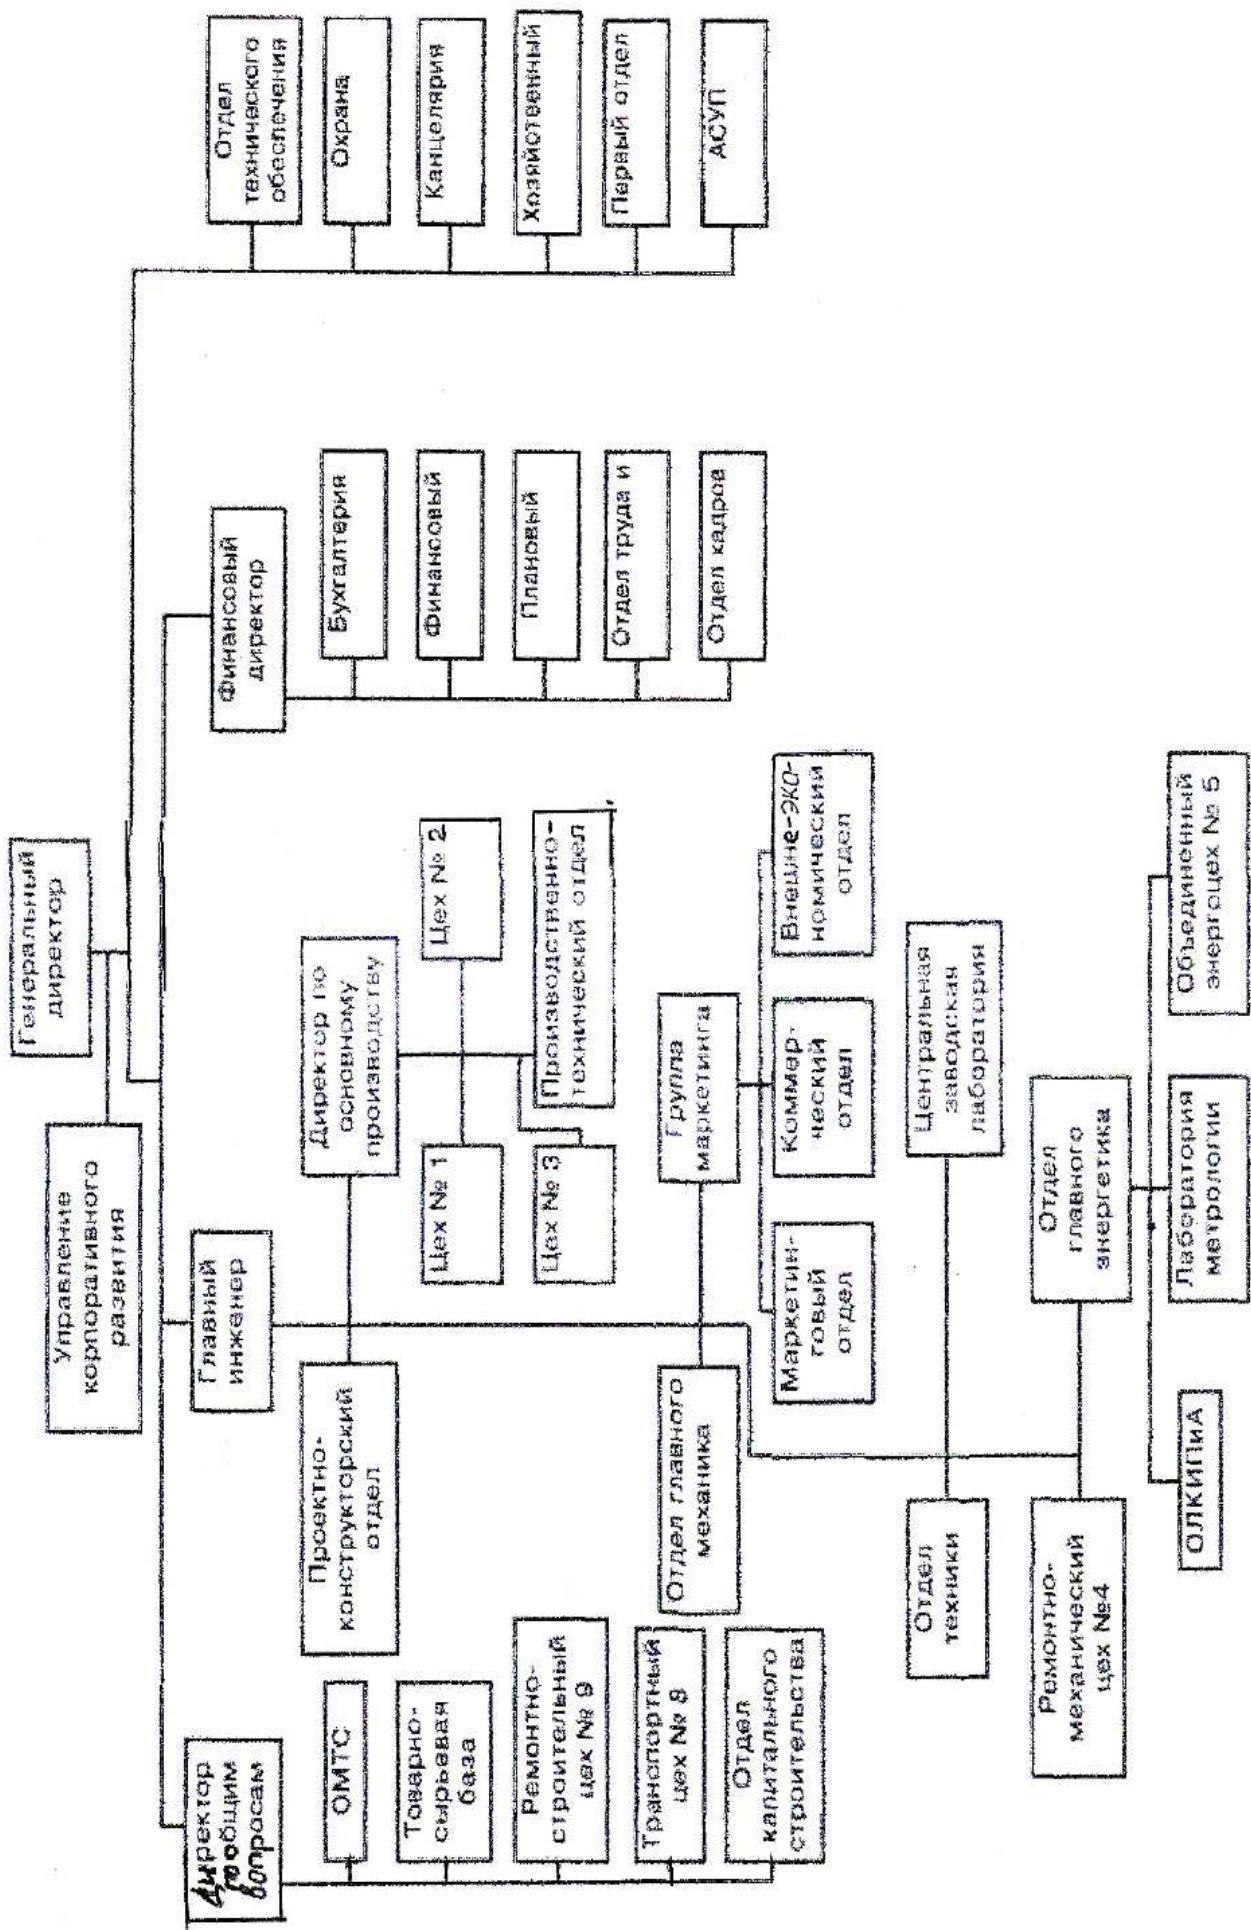 Генеральный
директор
Управление
корпоративного
развития
Директор
по общим
вопросам
Главный
инженер
Финансовый
директор
Отдел
технического
обеспечения
Охрана
Канцелярия
Хозяйственный
Первый отдел
АСУП
Бухгалтерия
Финансовый
Плановый
Отдел труда и
Отдел кадров
Проектно-
конструкторский
отдел
Директор по
основному
производству
Цех № 1
Цех № 2
Цех № 3
Производственно-
технический отдел
ОМТС
Товарно-
сырьевая
база
Ремонтно-
строительный
цех № 9
Транспортный
цех № 8
Отдел
капитального
строительства
Отдел главного
механика
Группа
маркетинга
Маркетин-
говый
отдел
Коммер-
ческий
отдел
Внешне-эко-
номический
отдел
Отдел
техники
Центральная
заводская
лаборатория
Ремонтно-
механический
цех №4
Отдел
главного
энергетика
ОЛКИПиА
Лаборатория
метрологии
Объединенный
энергоцех № 5